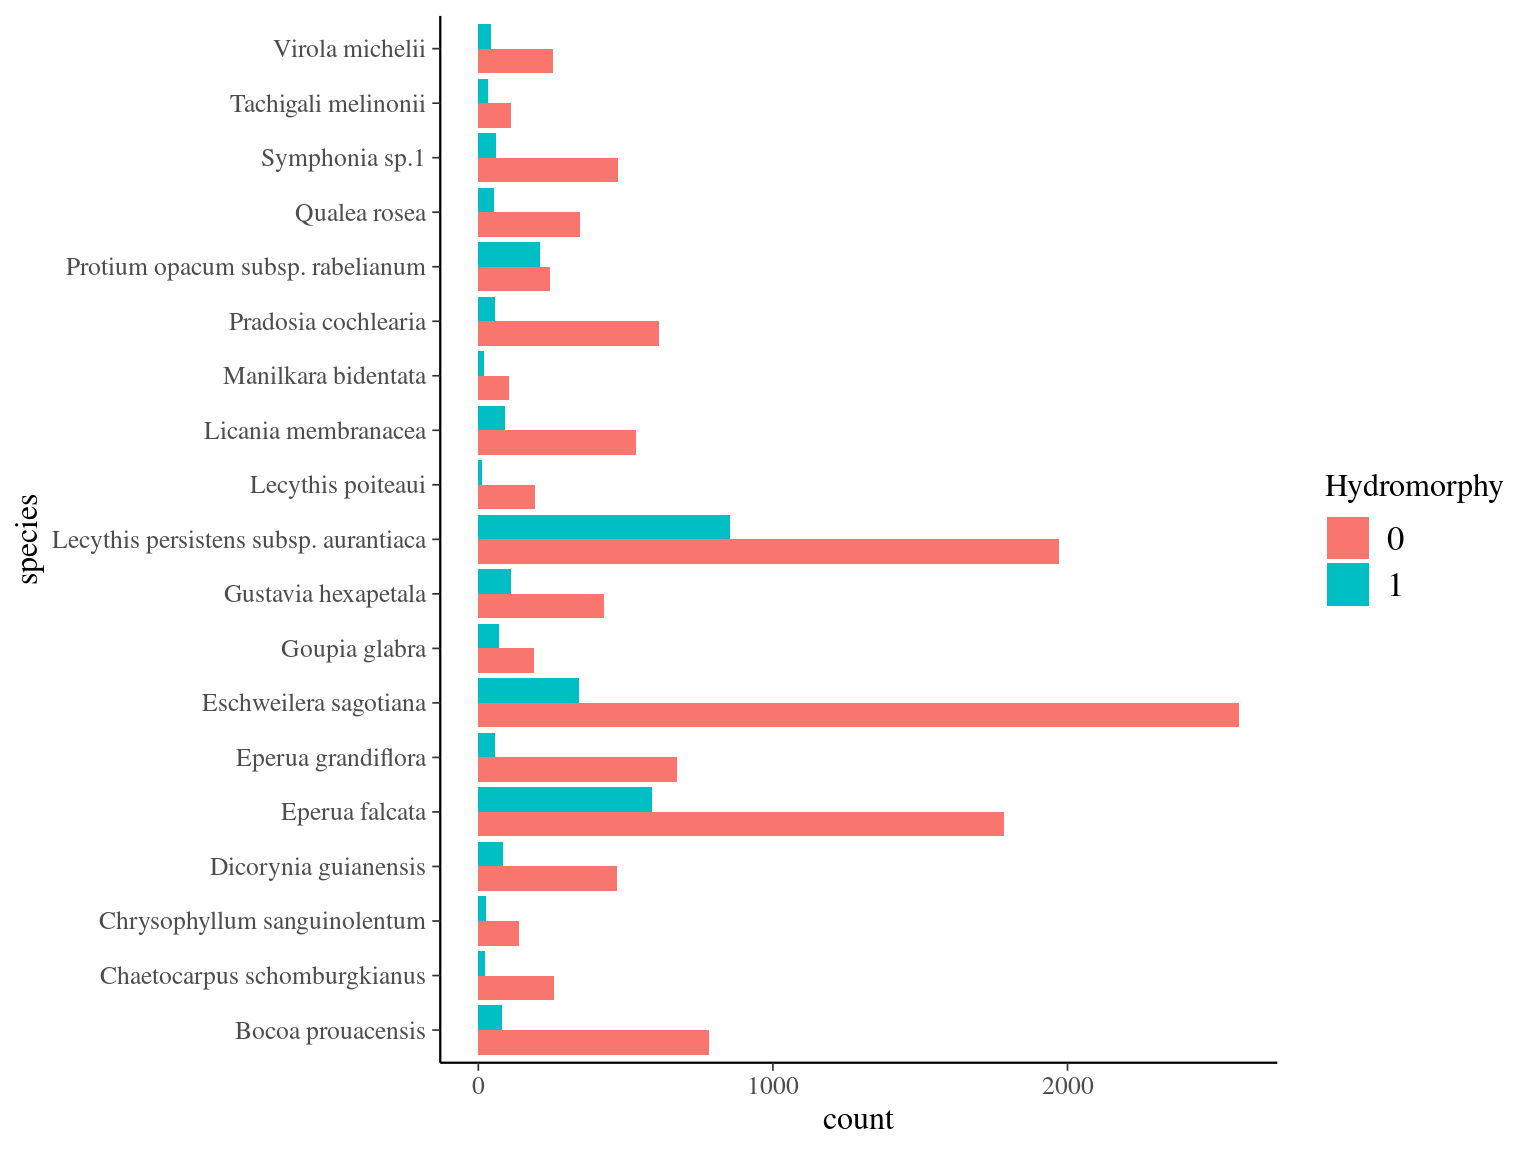 Virola michelii
Tachigali melinonii
Symphonia sp.1
Qualea rosea
Protium opacum subsp. rabelianum
Pradosia cochlearia
Manilkara bidentata
Licania membranacea
Lecythis poiteaui
Lecythis persistens subsp. aurantiaca
Gustavia hexapetala
Goupia glabra
Eschweilera sagotiana
Eperua grandiflora
Eperua falcata
Dicorynia guianensis
Chrysophyllum sanguinolentum
Chaetocarpus schomburgkianus
Bocoa prouacensis
species
0 1000 2000
count
Hydromorphy
0
1